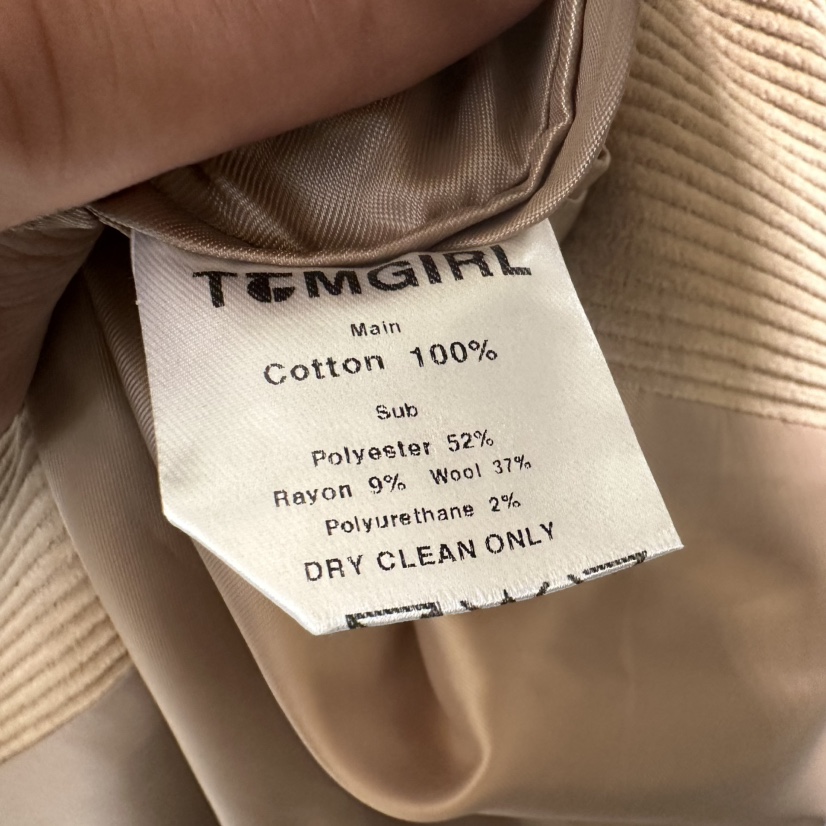 TCMGIRL
Main
Cotton 100%
Sub
Polyester 52%
Rayon 9% Wool 37%
Polyurethane 2%
DRY CLEAN ONLY